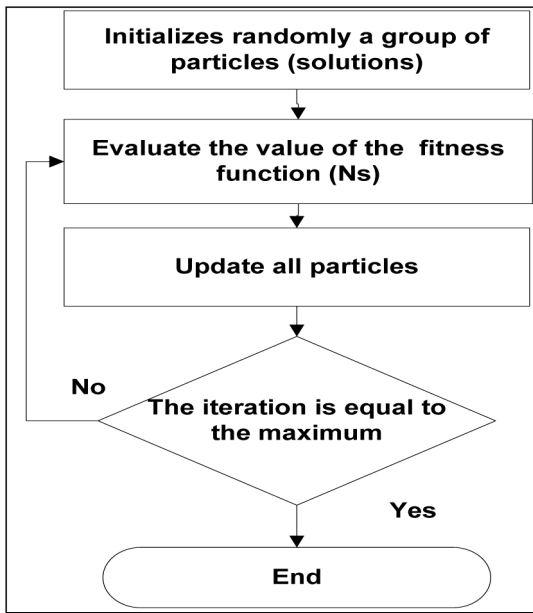 Initializes randomly a group of
particles (solutions)
Evaluate the value of the fitness
function (Ns)
Update all particles
No
The iteration is equal to
the maximum
Yes
End